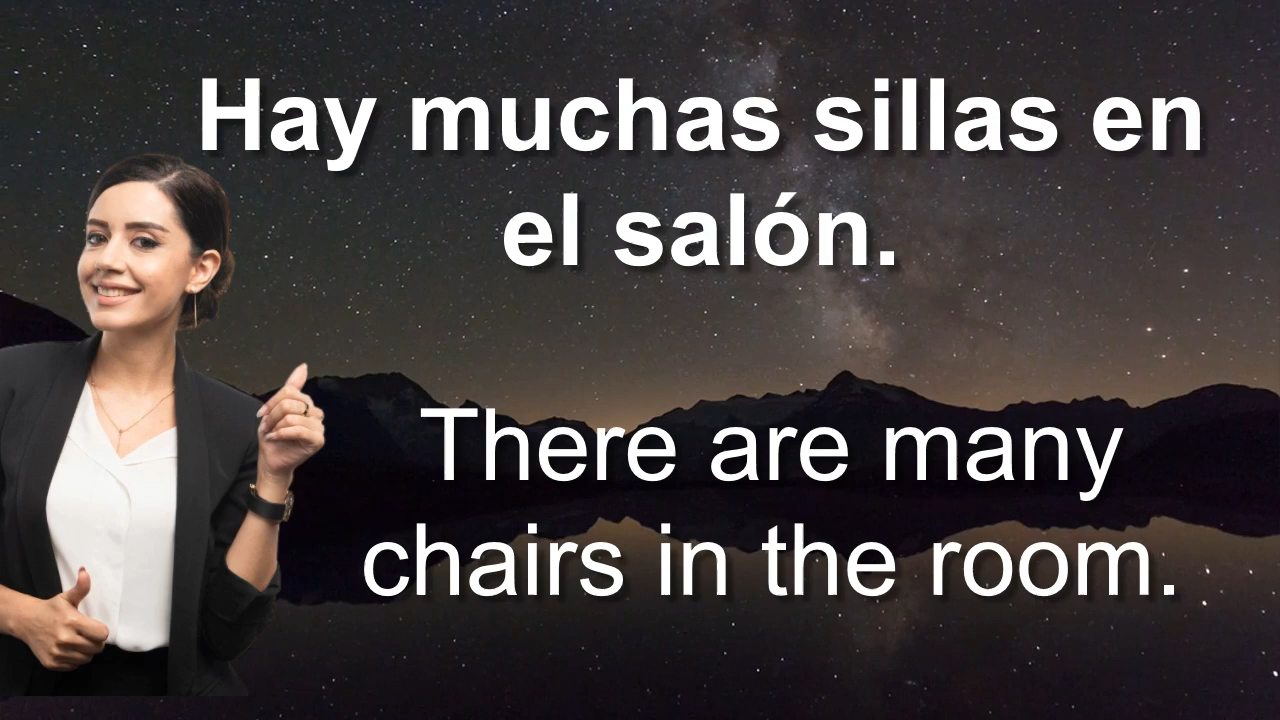 Hay muchas sillas en
el salón.
There are many
chairs in the room.